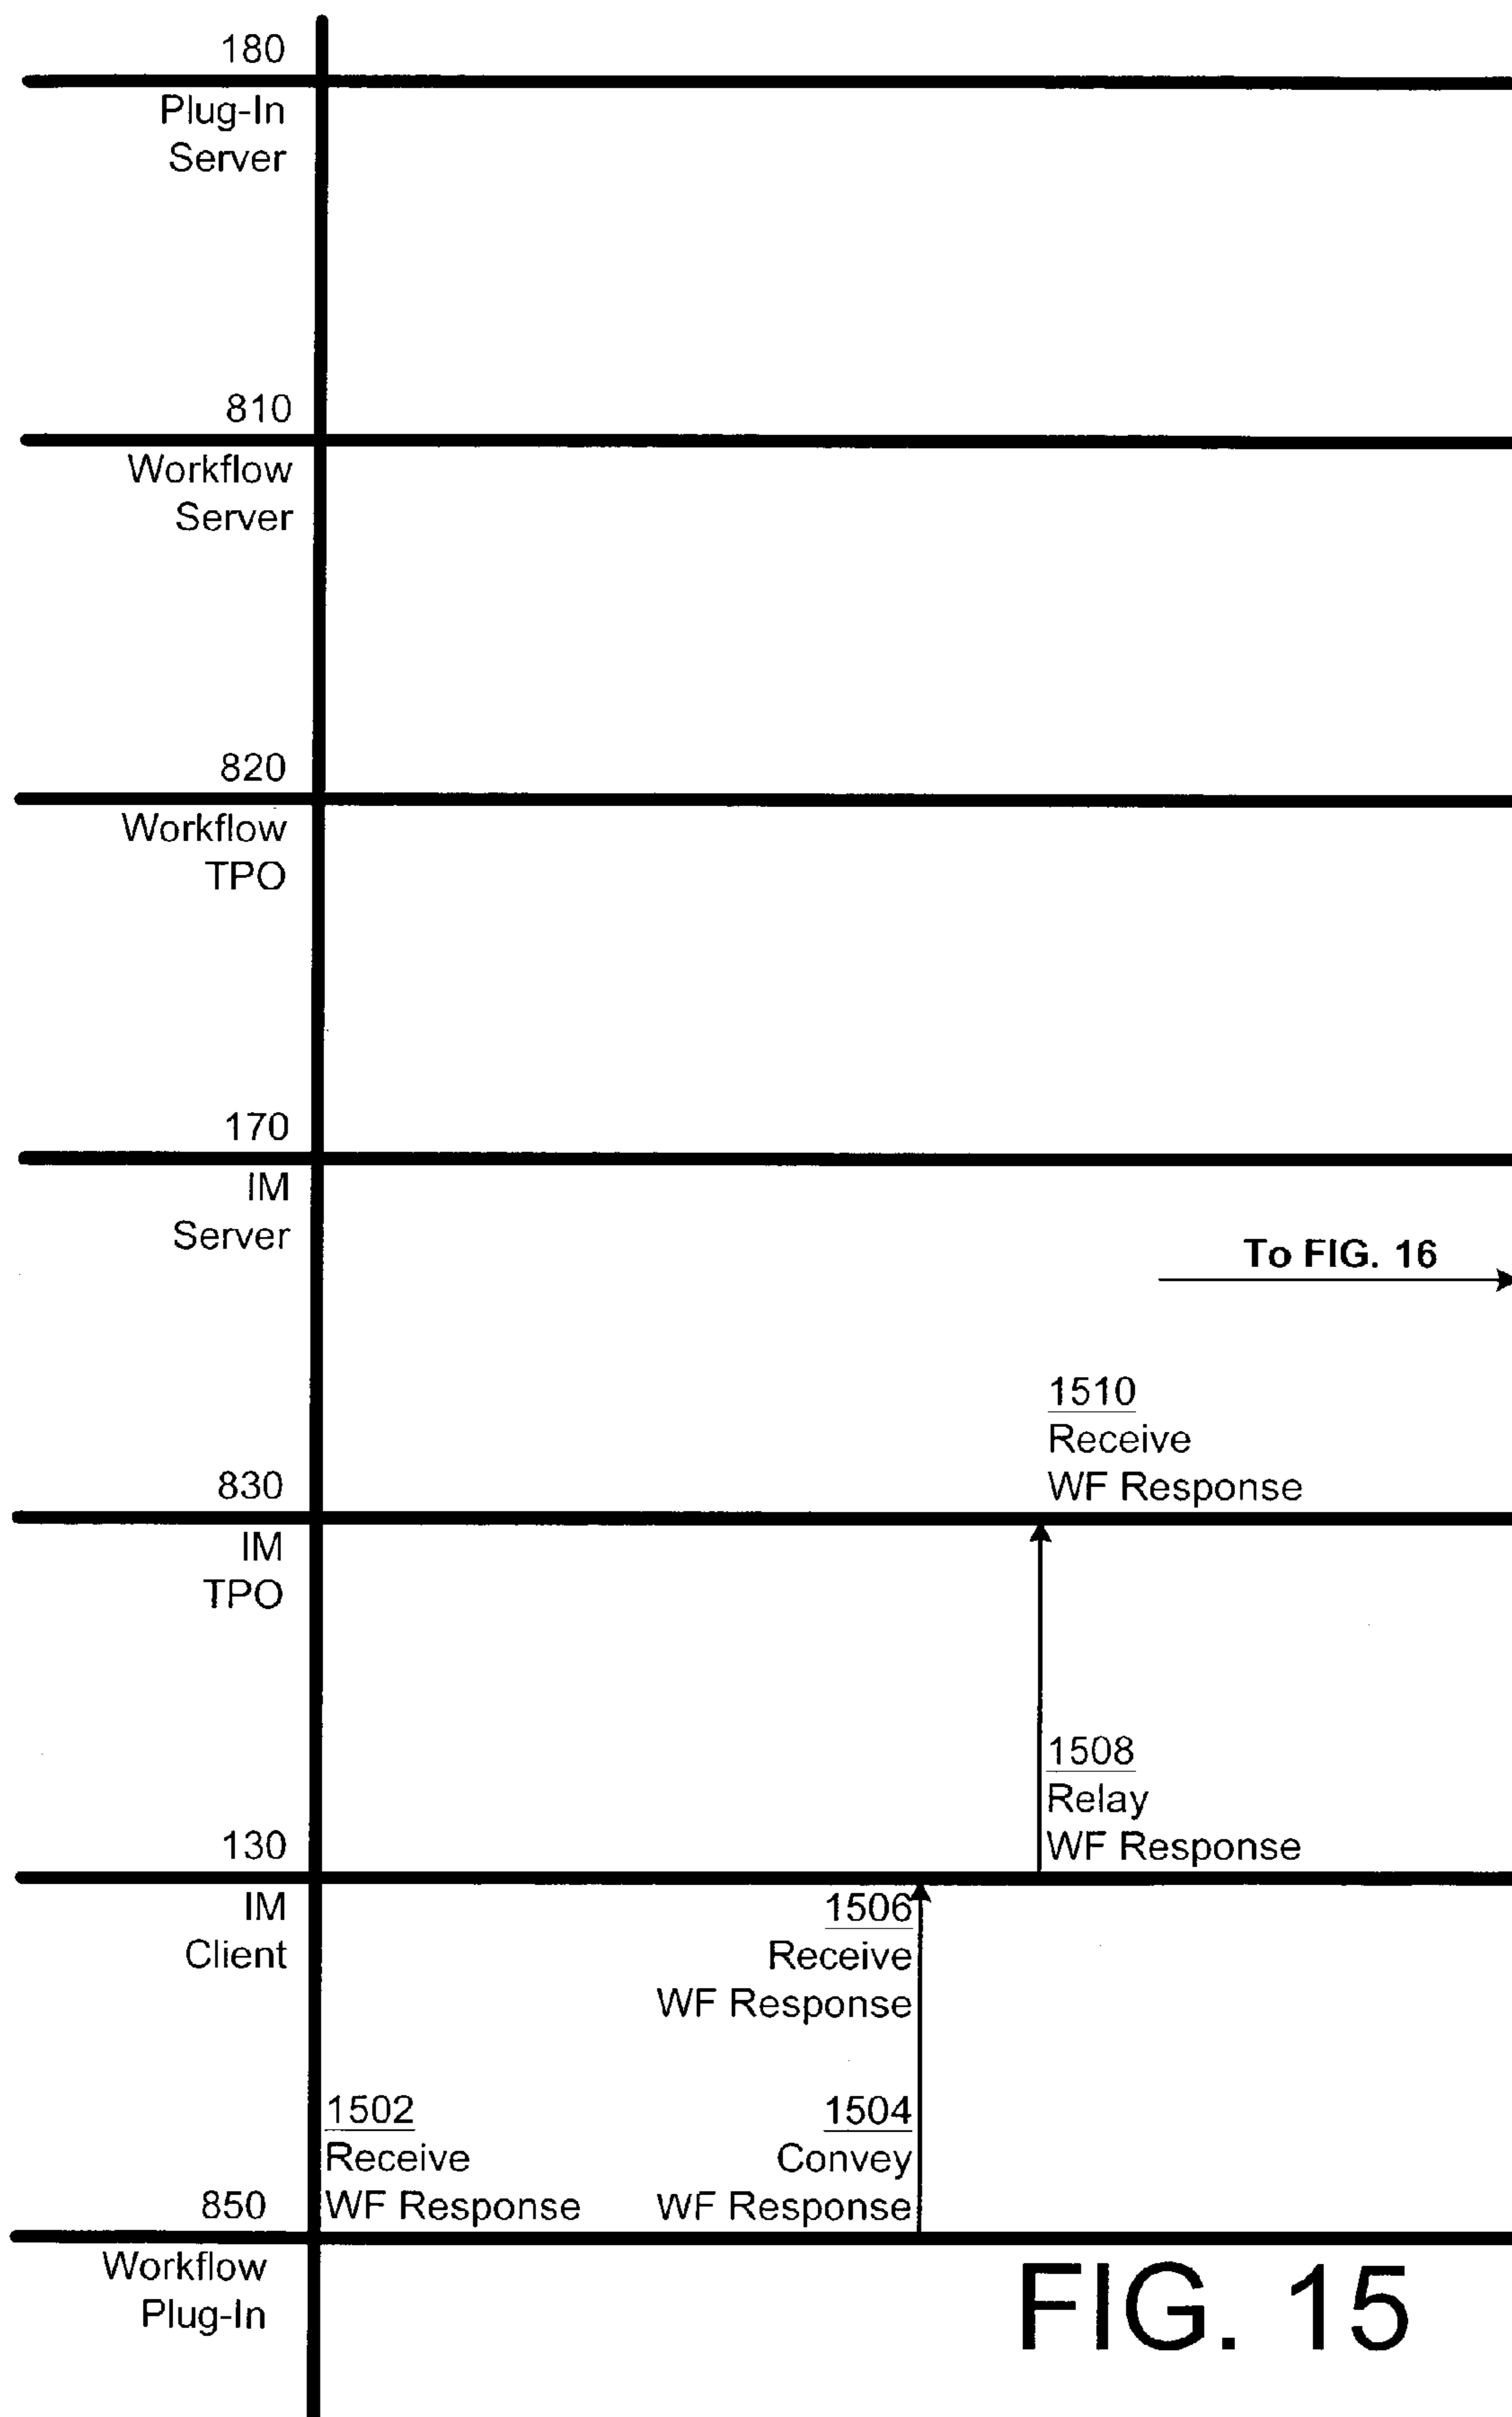 180
Plug-In
Server
810
Workflow
Server
820
Workflow
TPO
170
IM
Server
To FIG. 16
1510
Receive
WF Response
830
IM
TPO
1508
Relay
WF Response
130
IM
Client
1506
Receive
WF Response
1502
Receive
WF Response
1504
Convey
WF Response
850
Workflow
Plug-In
FIG. 15